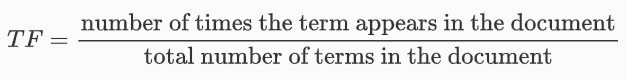 TF = number of times the term appears in the document
total number of terms in the document